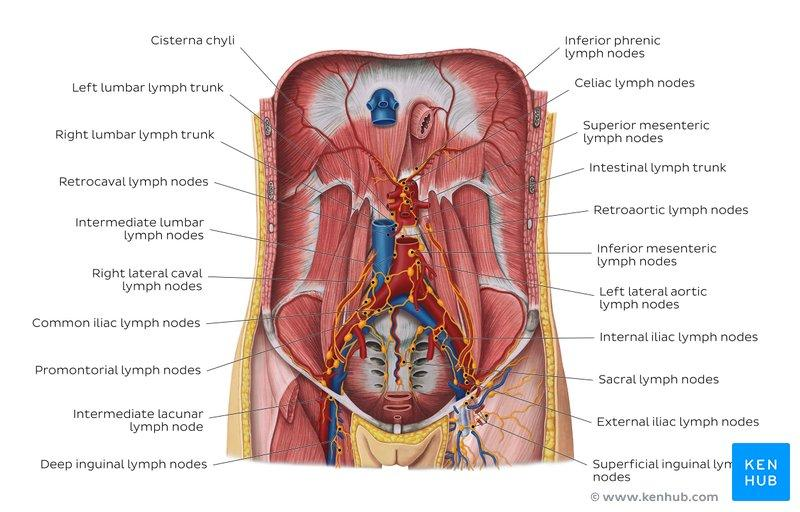 Cisterna chyli
Left lumbar lymph trunk
Right lumbar lymph trunk
Retrocaval lymph nodes
Intermediate lumbar
lymph nodes
Right lateral caval
lymph nodes
Common iliac lymph nodes
Promontorial lymph nodes
Intermediate lacunar
lymph node
Deep inguinal lymph nodes
Inferior phrenic
lymph nodes
Celiac lymph nodes
Superior mesenteric
lymph nodes
Intestinal lymph trunk
Retroaortic lymph nodes
Inferior mesenteric
lymph nodes
Left lateral aortic
lymph nodes
Internal iliac lymph nodes
Sacral lymph nodes
External iliac lymph nodes
Superficial inguinal lym
nodes
© www.kenhub.com
KEN
HUB